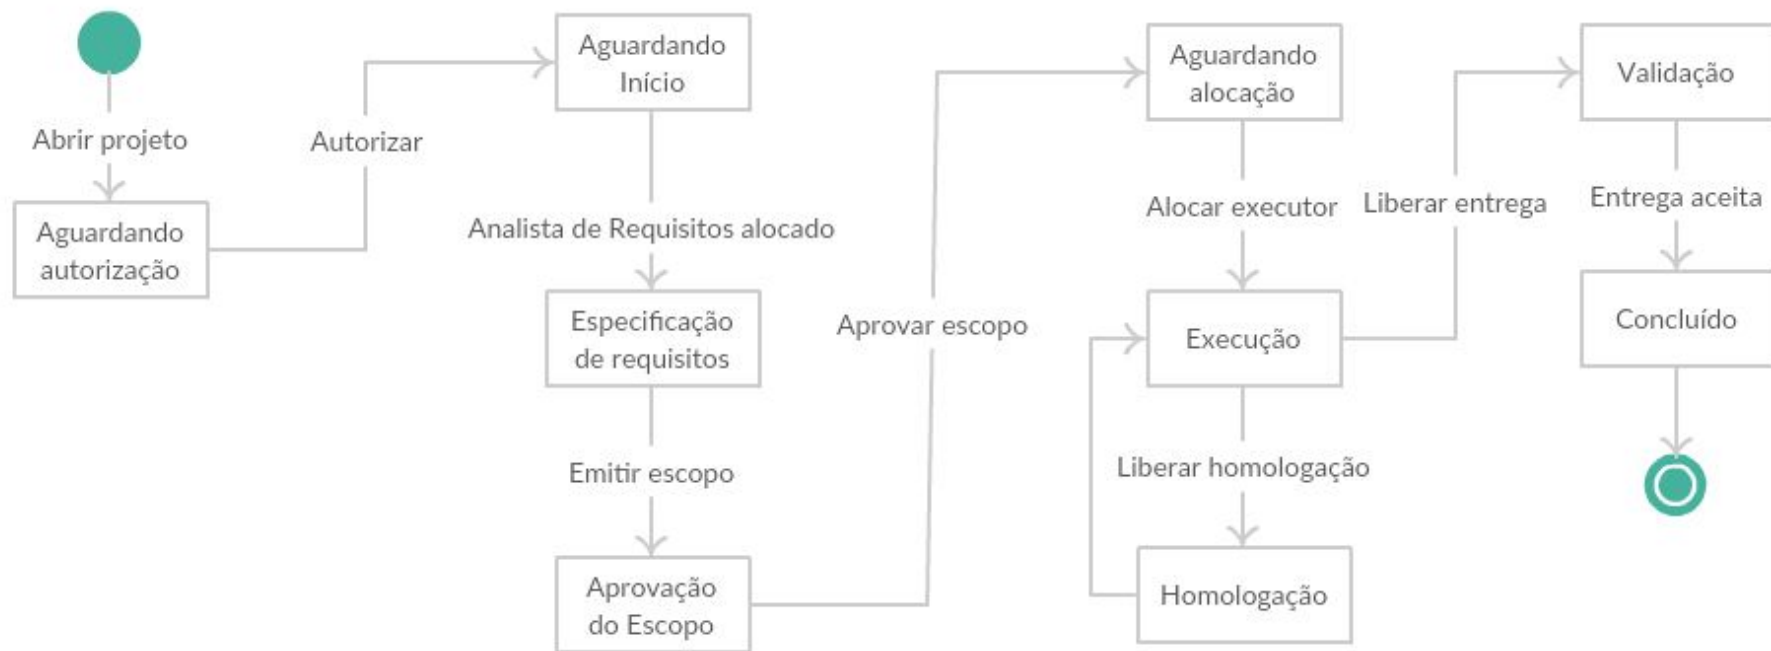 Abrir projeto
Aguardando
autorização
Autorizar
Aguardando
Início
Analista de Requisitos alocado
Especificação
de requisitos
Emitir escopo
Aprovação
do Escopo
Aprovar escopo
Aguardando
alocação
Alocar executor
Execução
Liberar homologação
Homologação
Liberar entrega
Validação
Entrega aceita
Concluído